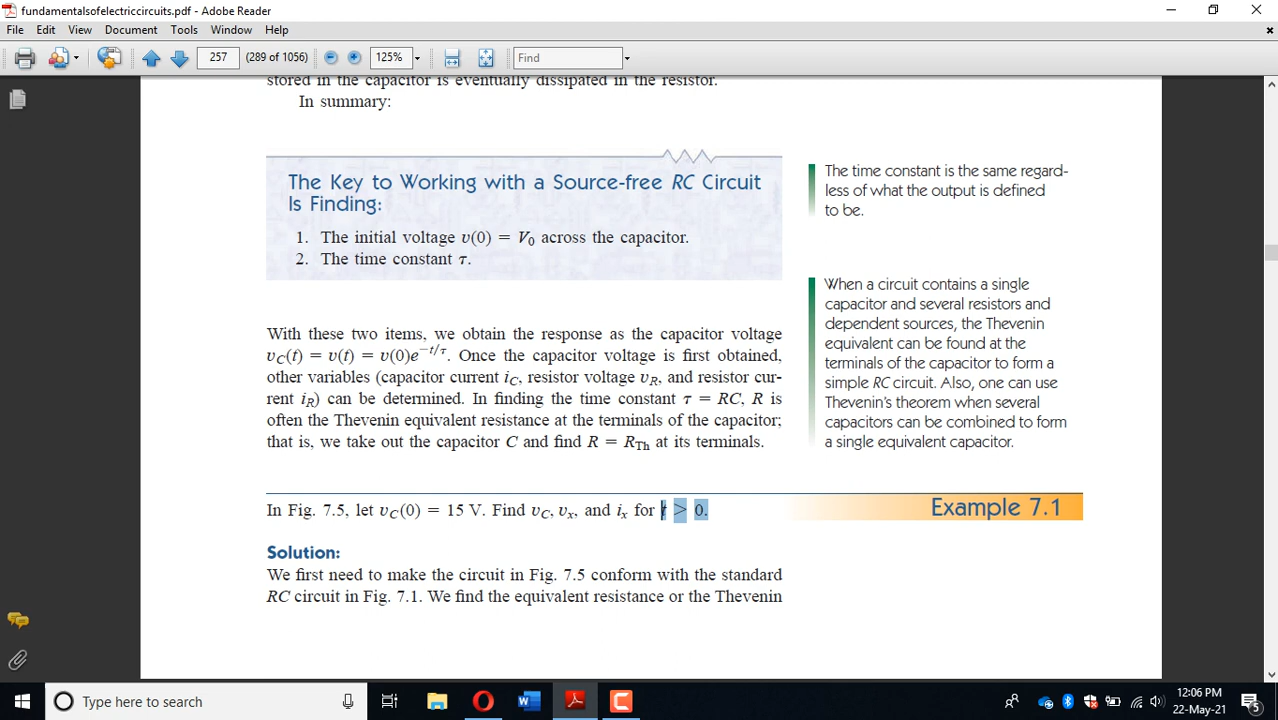 fundamentalsofelectriccircuits.pdf - Adobe Reader
File Edit View Document Tools Window Help
257 (289 of 1056) 125% Find
stored in the capacitor is eventually dissipated in the resistor.
In summary:
The Key to Working with a Source-free RC Circuit
Is Finding:
1. The initial voltage v(0) = V₀ across the capacitor.
2. The time constant τ.
The time constant is the same regard-
less of what the output is defined
to be.
When a circuit contains a single
capacitor and several resistors and
dependent sources, the Thevenin
equivalent can be found at the
terminals of the capacitor to form a
simple RC circuit. Also, one can use
Thevenin's theorem when several
capacitors can be combined to form
a single equivalent capacitor.
With these two items, we obtain the response as the capacitor voltage
v_C(t) = v(t) = v(0)e^{-t/τ}. Once the capacitor voltage is first obtained,
other variables (capacitor current i_C, resistor voltage v_R, and resistor cur-
rent i_R) can be determined. In finding the time constant τ = RC, R is
often the Thevenin equivalent resistance at the terminals of the capacitor;
that is, we take out the capacitor C and find R = R_Th at its terminals.
In Fig. 7.5, let v_C(0) = 15 V. Find v_C, v_x, and i_x for t > 0.
Example 7.1
Solution:
We first need to make the circuit in Fig. 7.5 conform with the standard
RC circuit in Fig. 7.1. We find the equivalent resistance or the Thevenin
Type here to search
12:06 PM
22-May-21
5